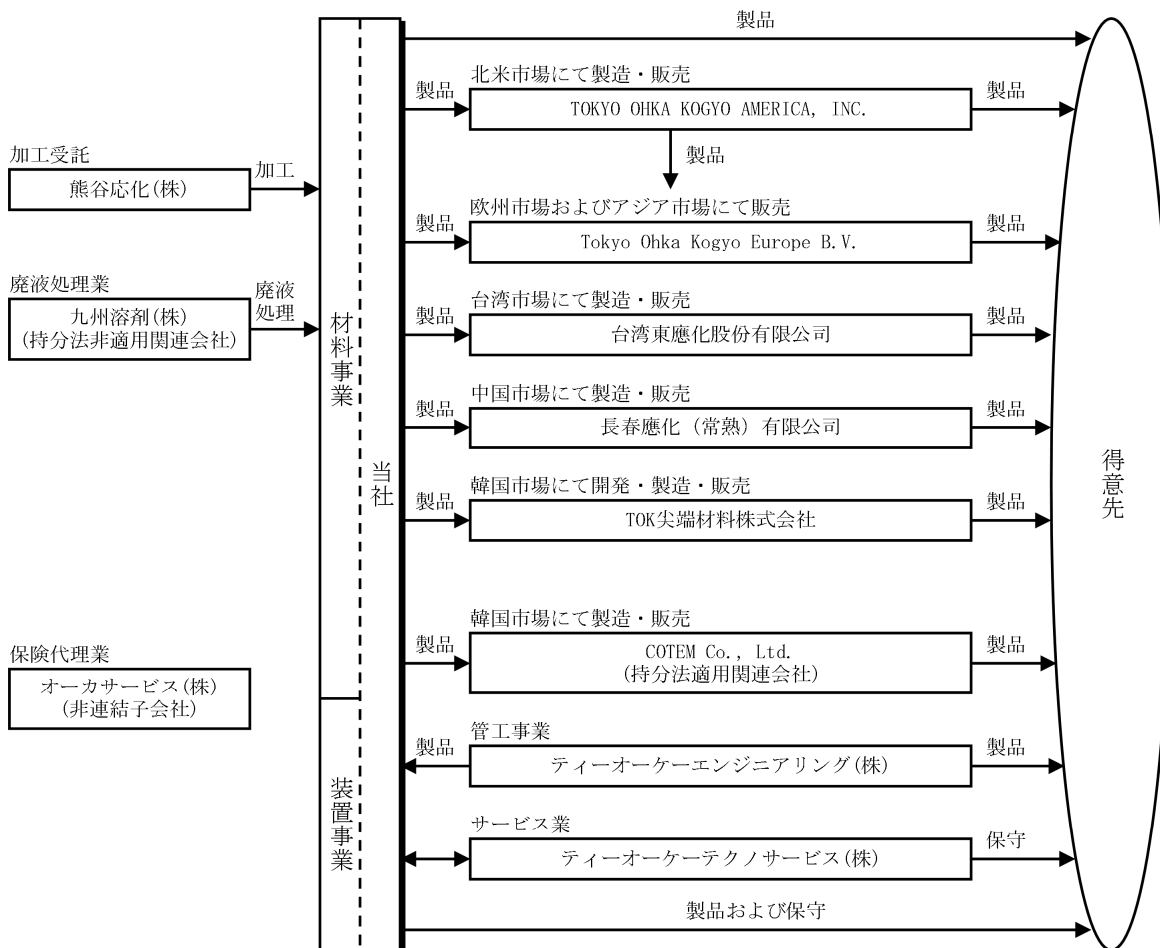 製品
北米市場にて製造・販売
製品
TOKYO OHKA KOGYO AMERICA, INC.
製品
製品
加工受託
熊谷応化(株)
加工
欧州市場およびアジア市場にて販売
製品
Tokyo Ohka Kogyo Europe B.V.
製品
廃液処理業
九州溶剤(株)
(持分法非適用関連会社)
廃液
処理
台湾市場にて製造・販売
製品
台湾東應化股份有限公司
製品
材料事業
中国市場にて製造・販売
製品
長春應化（常熟）有限公司
製品
当社
得意先
韓国市場にて開発・製造・販売
製品
TOK尖端材料株式会社
製品
韓国市場にて製造・販売
製品
COTEM Co., Ltd.
(持分法適用関連会社)
製品
保険代理業
オーカサービス(株)
(非連結子会社)
管工事業
製品
ティーオーケーエンジニアリング(株)
製品
装置事業
サービス業
ティーオーケーテクノサービス(株)
保守
製品および保守